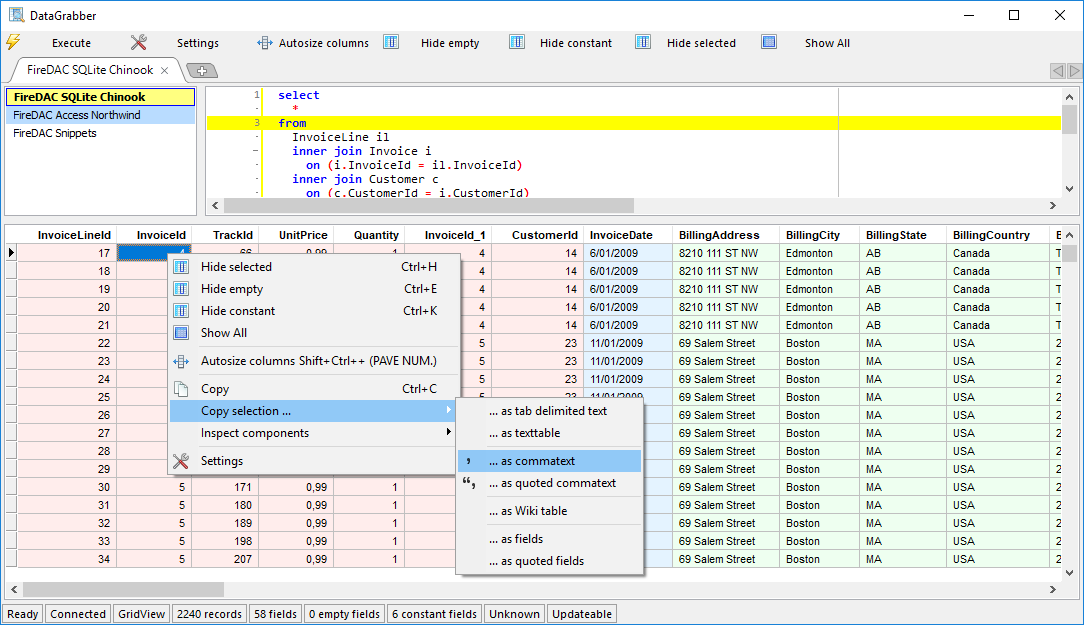 DataGrabber
Execute Settings Autosize columns Hide empty Hide constant Hide selected Show All
FireDAC SQLite Chinook
FireDAC SQLite Chinook
FireDAC Access Northwind
FireDAC Snippets
1 select
*
3 from
InvoiceLine il
inner join Invoice i
on (i.InvoiceId = il.InvoiceId)
inner join Customer c
on (c.CustomerId = i.CustomerId)
InvoiceLineId InvoiceId TrackId UnitPrice Quantity InvoiceId_1 CustomerId InvoiceDate BillingAddress BillingCity BillingState BillingCountry
17 4 66 0,99 1 4 14 6/01/2009 8210 111 ST NW Edmonton AB Canada T
18 4 14 6/01/2009 8210 111 ST NW Edmonton AB Canada T
19 4 14 6/01/2009 8210 111 ST NW Edmonton AB Canada T
20 4 14 6/01/2009 8210 111 ST NW Edmonton AB Canada T
21 4 14 6/01/2009 8210 111 ST NW Edmonton AB Canada T
22 5 23 11/01/2009 69 Salem Street Boston MA USA 2
23 5 23 11/01/2009 69 Salem Street Boston MA USA 2
24 5 23 11/01/2009 69 Salem Street Boston MA USA 2
25 5 23 11/01/2009 69 Salem Street Boston MA USA 2
26 69 Salem Street Boston MA USA 2
27 69 Salem Street Boston MA USA 2
28 69 Salem Street Boston MA USA 2
29 69 Salem Street Boston MA USA 2
30 5 171 0,99 1 69 Salem Street Boston MA USA 2
31 5 180 0,99 1 69 Salem Street Boston MA USA 2
32 5 189 0,99 1 69 Salem Street Boston MA USA 2
33 5 198 0,99 1 69 Salem Street Boston MA USA 2
34 5 207 0,99 1 69 Salem Street Boston MA USA 2
Hide selected Ctrl+H
Hide empty Ctrl+E
Hide constant Ctrl+K
Show All
Autosize columns Shift+Ctrl++ (PAVE NUM.)
Copy Ctrl+C
Copy selection ...
Inspect components
Settings
... as tab delimited text
... as texttable
, ... as commatext
“, ... as quoted commatext
... as Wiki table
... as fields
... as quoted fields
Ready Connected GridView 2240 records 58 fields 0 empty fields 6 constant fields Unknown Updateable